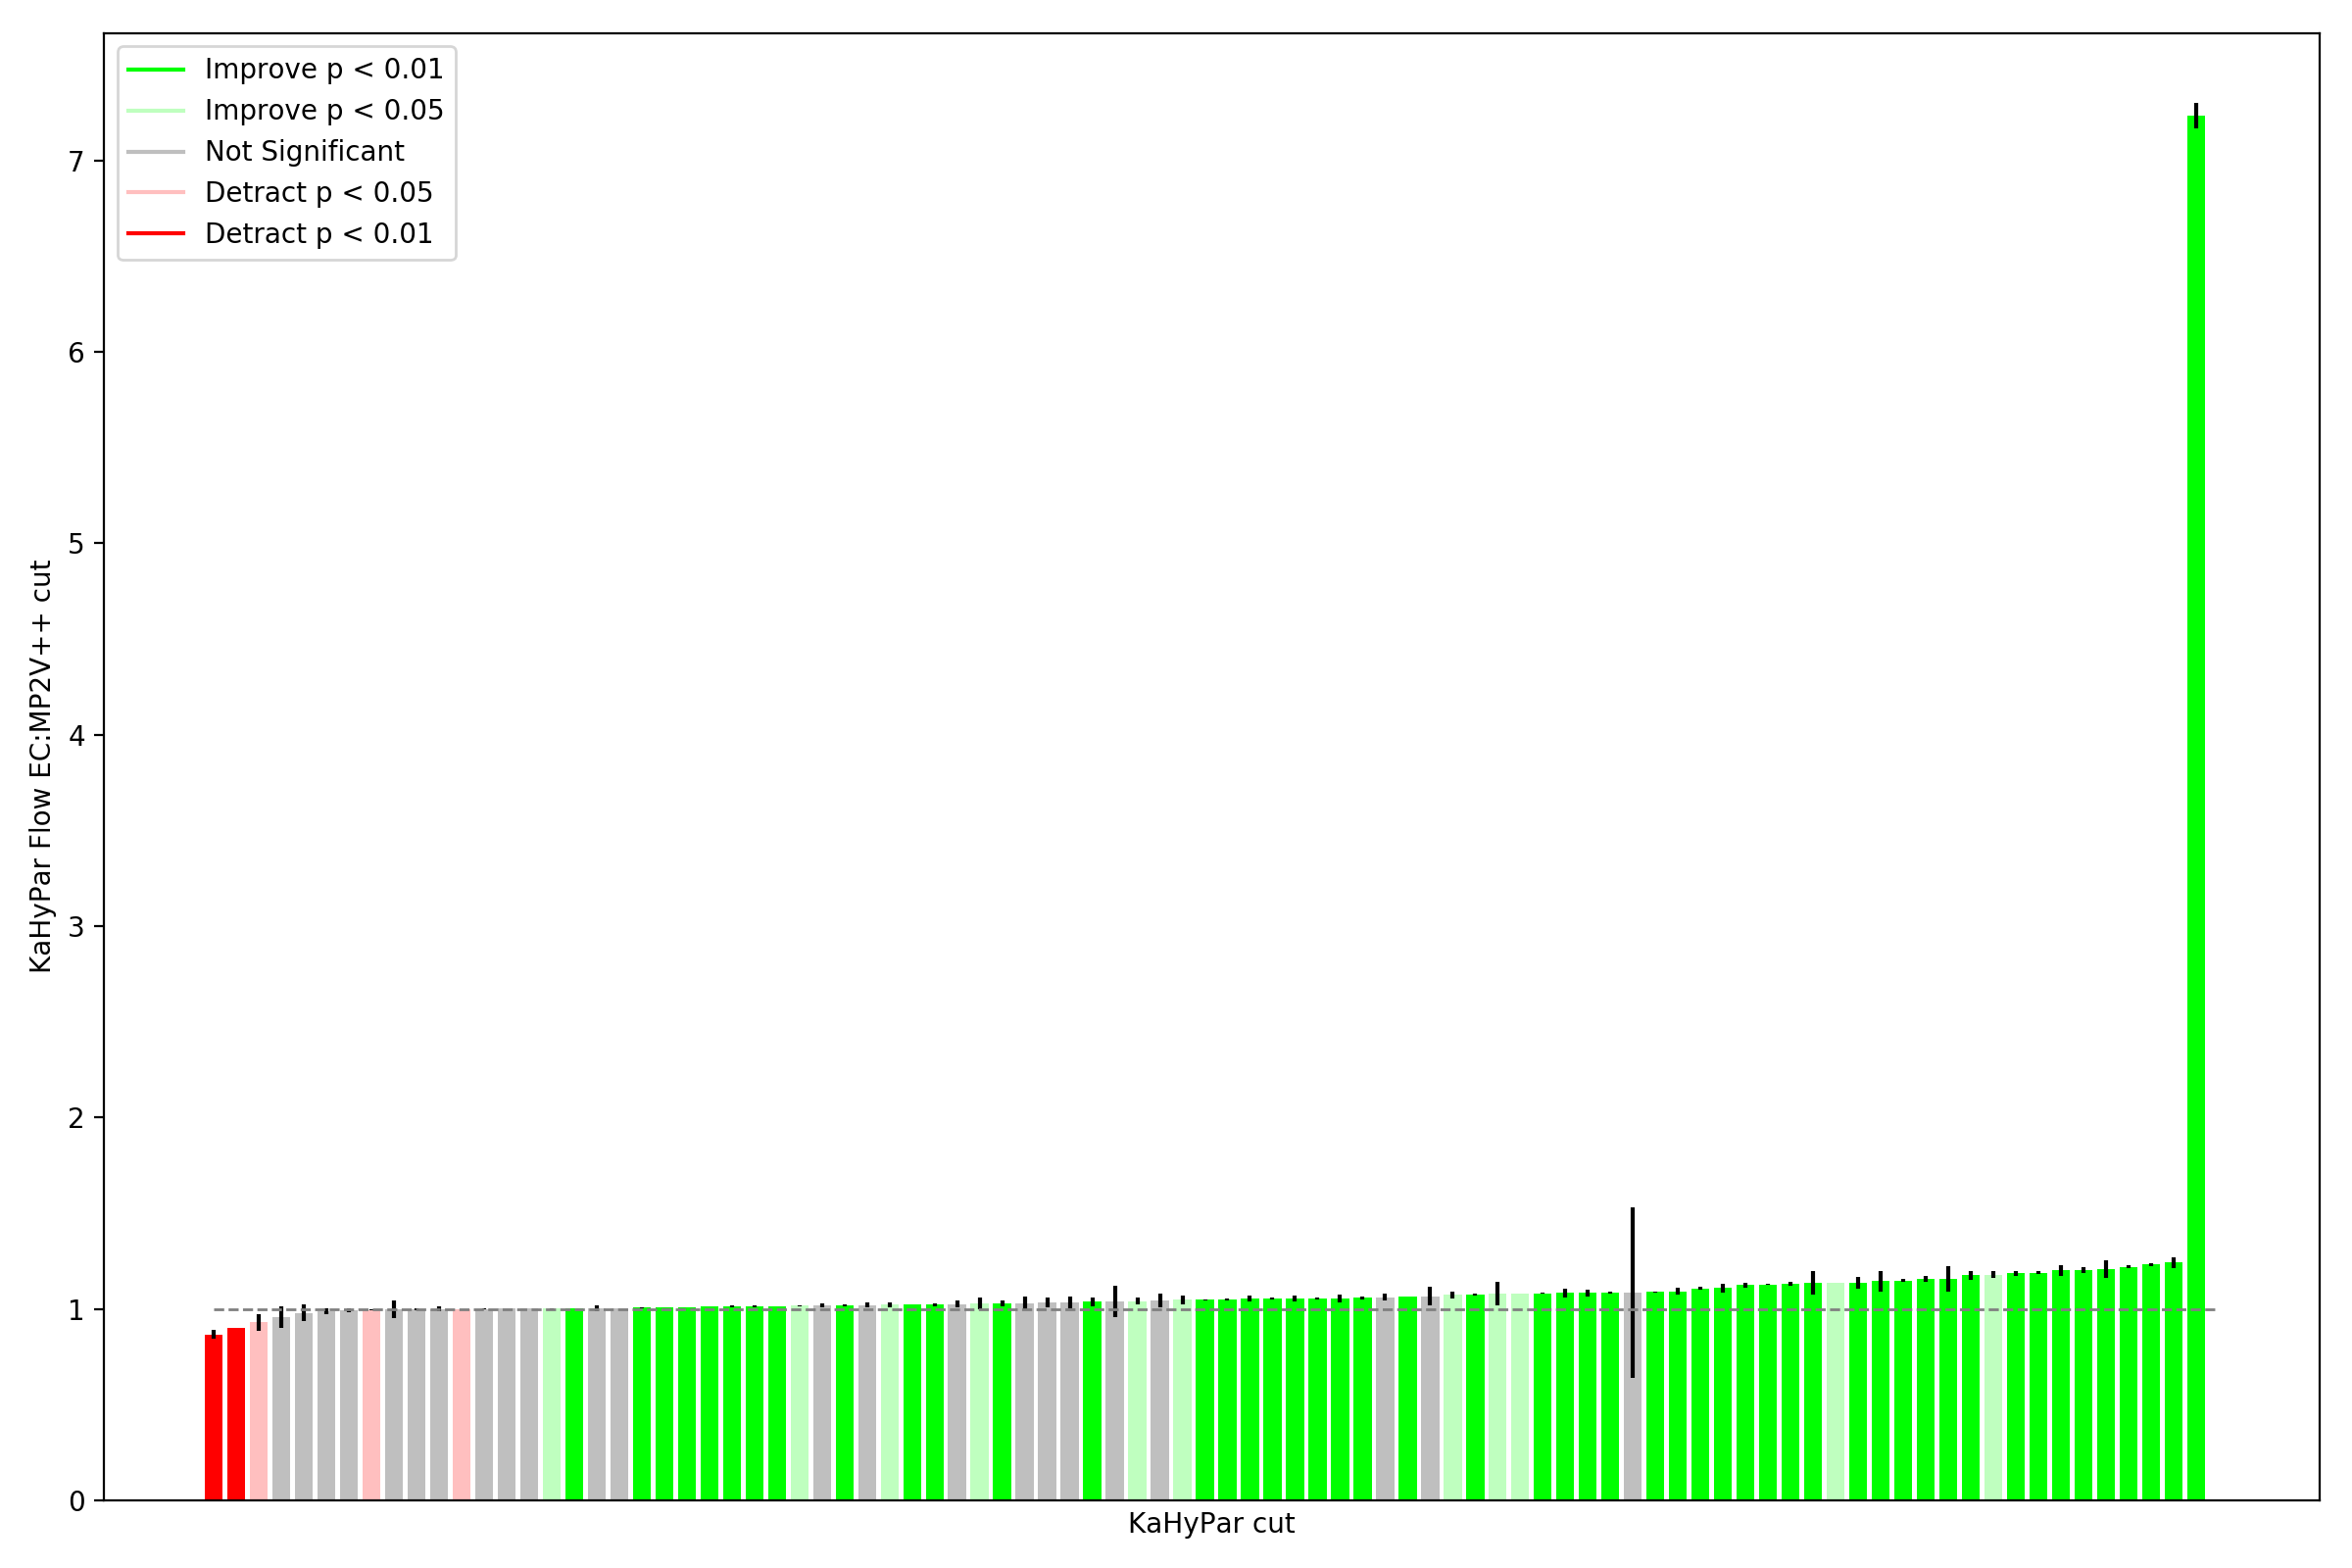 Improve p < 0.01
Improve p < 0.05
Not Significant
Detract p < 0.05
Detract p < 0.01
7
6
5
4
3
2
1
0
KaHyPar Flow EC:MP2V++ cut
KaHyPar cut